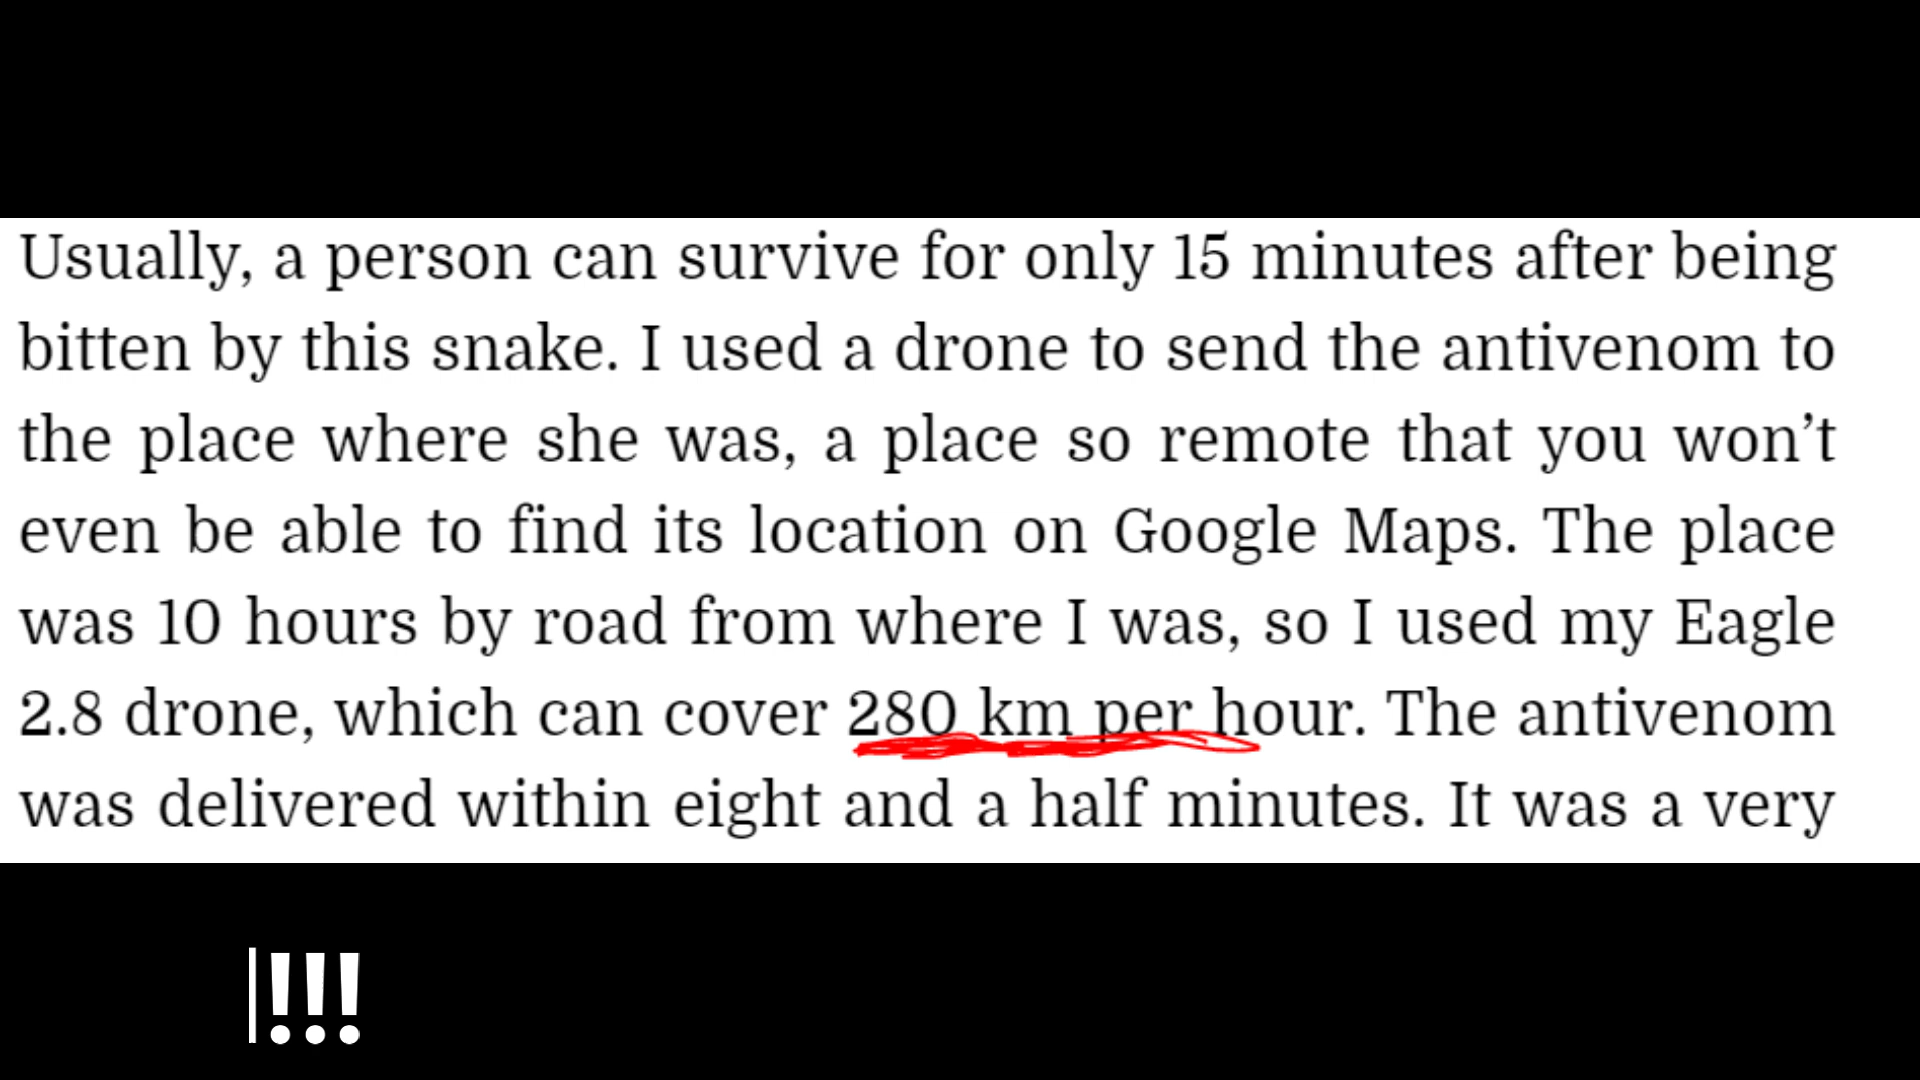 Usually, a person can survive for only 15 minutes after being
bitten by this snake. I used a drone to send the antivenom to
the place where she was, a place so remote that you won’t
even be able to find its location on Google Maps. The place
was 10 hours by road from where I was, so I used my Eagle
2.8 drone, which can cover 280 km per hour. The antivenom
was delivered within eight and a half minutes. It was a very
!!!